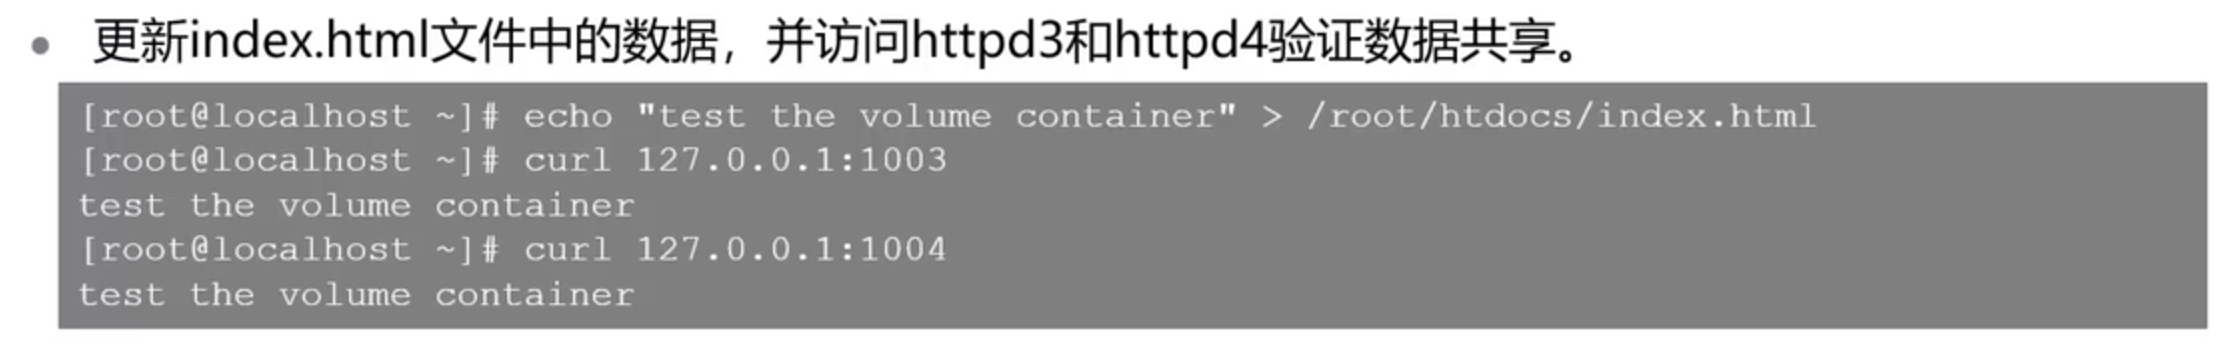 • 更新index.html文件中的数据，并访问httpd3和httpd4验证数据共享。
[root@localhost ~]# echo "test the volume container" > /root/htdocs/index.html
[root@localhost ~]# curl 127.0.0.1:1003
test the volume container
[root@localhost ~]# curl 127.0.0.1:1004
test the volume container